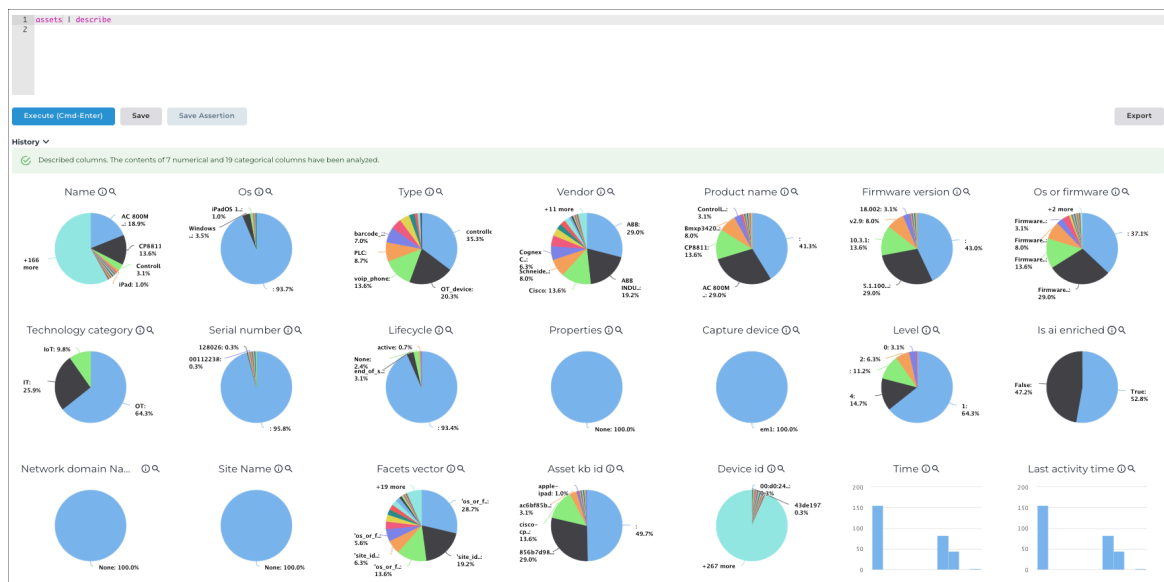 1 assets | describe
2
Execute (Cmd-Enter) Save Save Assertion Export
History
Described columns. The contents of 7 numerical and 19 categorical columns have been analyzed.
Name Os Type Vendor Product name Firmware version Os or firmware
AC 800M
..: 18.9%
CP8811
13.6%
Controll
3.1%
iPad: 1.0%
+166
more
iPadOS 1..:
1.0%
Windows
..: 3.5%
: 93.7%
barcode_..:
7.0%
PLC:
8.7%
voip_phone:
13.6%
controlle
35.3%
OT_device:
20.3%
+11 more
ABB:
29.0%
Cognex
C..:
6.3%
Schneide..:
8.0%
Cisco: 13.6%
ABB
INDU..:
19.2%
Controll..:
3.1%
Bmxp3420..:
8.0%
CP8811:
13.6%
AC 800M
..: 29.0%
:
41.3%
18.002: 3.1%
v2.9: 8.0%
10.3.1:
13.6%
5.1.100..:
29.0%
:
43.0%
+2 more
Firmware..:
3.1%
Firmware..:
8.0%
Firmware..:
13.6%
Firmware..:
29.0%
: 37.1%
Technology category Serial number Lifecycle Properties Capture device Level Is ai enriched
IoT: 9.8%
IT:
25.9%
OT:
64.3%
128026: 0.3%
00112238:
0.3%
: 95.8%
active: 0.7%
None:
2.4%
end_of_s..:
3.1%
: 93.4%
None: 100.0%
em1: 100.0%
0: 3.1%
2: 6.3%
: 11.2%
4:
14.7%
1:
64.3%
False:
47.2%
True:
52.8%
Network domain Na... Site Name Facets vector Asset kb id Device id Time Last activity time
None: 100.0%
None: 100.0%
+19 more
'os_or_f..:
28.7%
'os_or_f..:
5.6%
'site_id..:
6.3%
'os_or_f..:
13.6%
'site_id..:
19.2%
apple-
ipad: 1.0%
ac6bf85b..:
3.1%
cisco-
cp..:
13.6%
856b7d98..:
29.0%
:
49.7%
00:d0:24..:
43de197
0.3%
+267 more
200
150
100
50
0
200
150
100
50
0